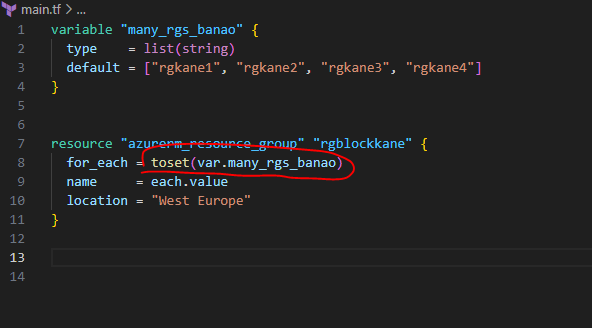 main.tf > ...
1 variable "many_rgs_banao" {
2 type = list(string)
3 default = ["rgkane1", "rgkane2", "rgkane3", "rgkane4"]
4 }
5
6
7 resource "azurerm_resource_group" "rgblockkane" {
8 for_each = toset(var.many_rgs_banao)
9 name = each.value
10 location = "West Europe"
11 }
12
13
14